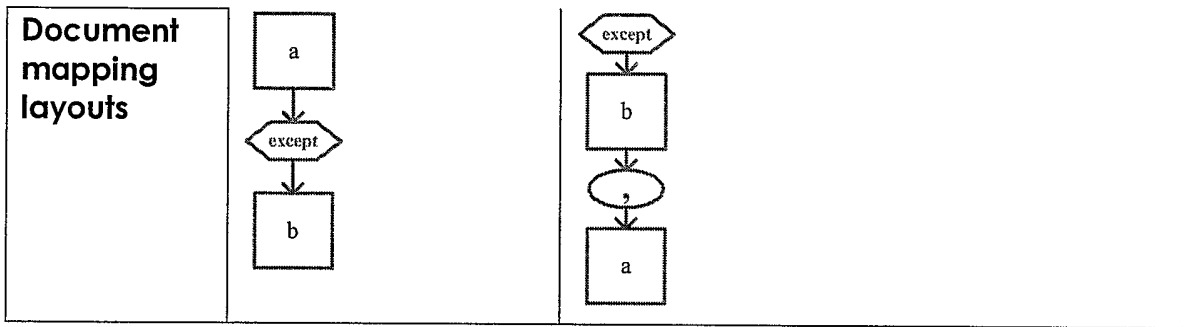 Document
mapping
layouts
a
except
b
except
b
,
a